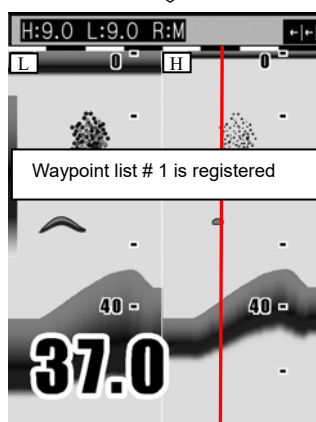 H:9.0 L:9.0 R:M
L 0 H 0
Waypoint list # 1 is registered
40 40
37.0